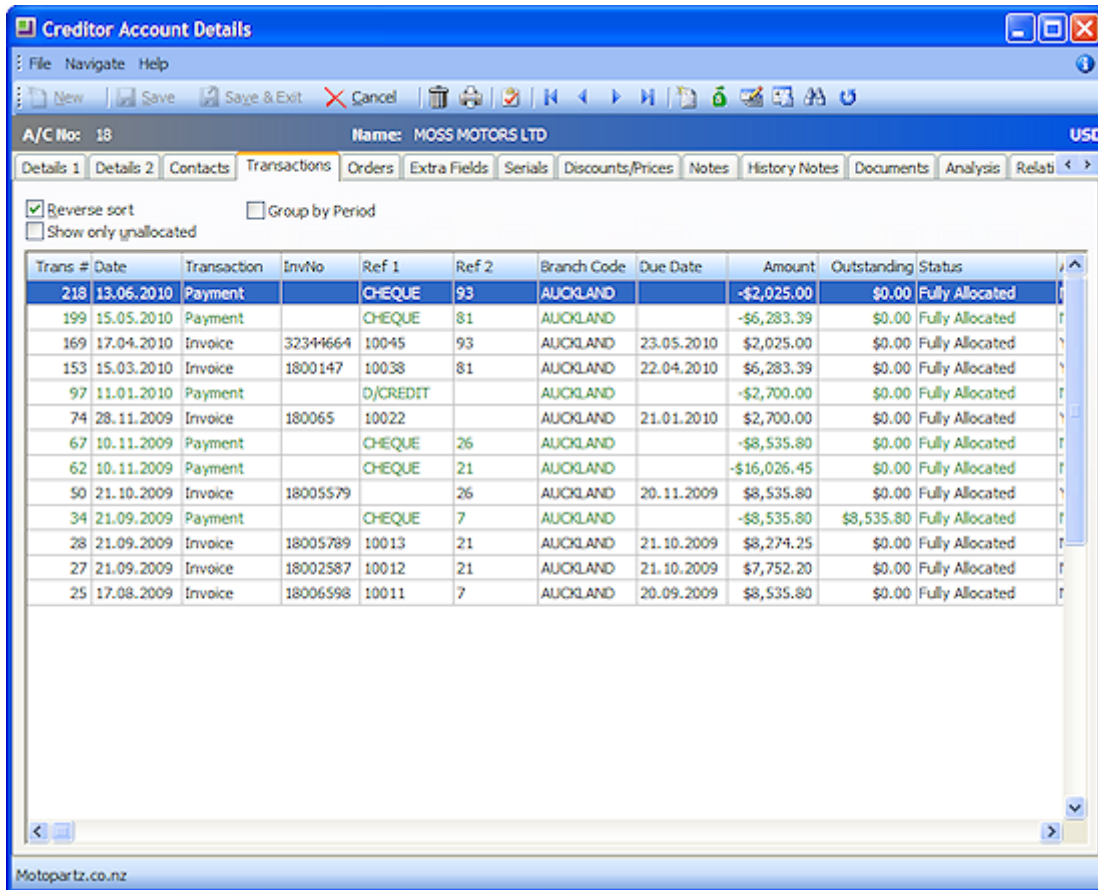 Creditor Account Details
File Navigate Help
New Save Save & Exit Cancel
A/C No: 18 Name: MOSS MOTORS LTD USD
Details 1 Details 2 Contacts Transactions Orders Extra Fields Serials Discounts/Prices Notes History Notes Documents Analysis Relati
Reverse sort Group by Period
Show only unallocated
Trans # Date Transaction InvNo Ref 1 Ref 2 Branch Code Due Date Amount Outstanding Status
218 13.06.2010 Payment CHEQUE 93 AUCKLAND -$2,025.00 $0.00 Fully Allocated
199 15.05.2010 Payment CHEQUE 81 AUCKLAND -$6,283.39 $0.00 Fully Allocated
169 17.04.2010 Invoice 32344664 10045 93 AUCKLAND 23.05.2010 $2,025.00 $0.00 Fully Allocated
153 15.03.2010 Invoice 1800147 10038 81 AUCKLAND 22.04.2010 $6,283.39 $0.00 Fully Allocated
97 11.01.2010 Payment D/CREDIT AUCKLAND -$2,700.00 $0.00 Fully Allocated
74 28.11.2009 Invoice 180065 10022 AUCKLAND 21.01.2010 $2,700.00 $0.00 Fully Allocated
67 10.11.2009 Payment CHEQUE 26 AUCKLAND -$8,535.80 $0.00 Fully Allocated
62 10.11.2009 Payment CHEQUE 21 AUCKLAND -$16,026.45 $0.00 Fully Allocated
50 21.10.2009 Invoice 18005579 26 AUCKLAND 20.11.2009 $8,535.80 $0.00 Fully Allocated
34 21.09.2009 Payment CHEQUE 7 AUCKLAND -$8,535.80 $8,535.80 Fully Allocated
28 21.09.2009 Invoice 18005789 10013 21 AUCKLAND 21.10.2009 $8,274.25 $0.00 Fully Allocated
27 21.09.2009 Invoice 18002587 10012 21 AUCKLAND 21.10.2009 $7,752.20 $0.00 Fully Allocated
25 17.08.2009 Invoice 18006598 10011 7 AUCKLAND 20.09.2009 $8,535.80 $0.00 Fully Allocated
Motopartz.co.nz